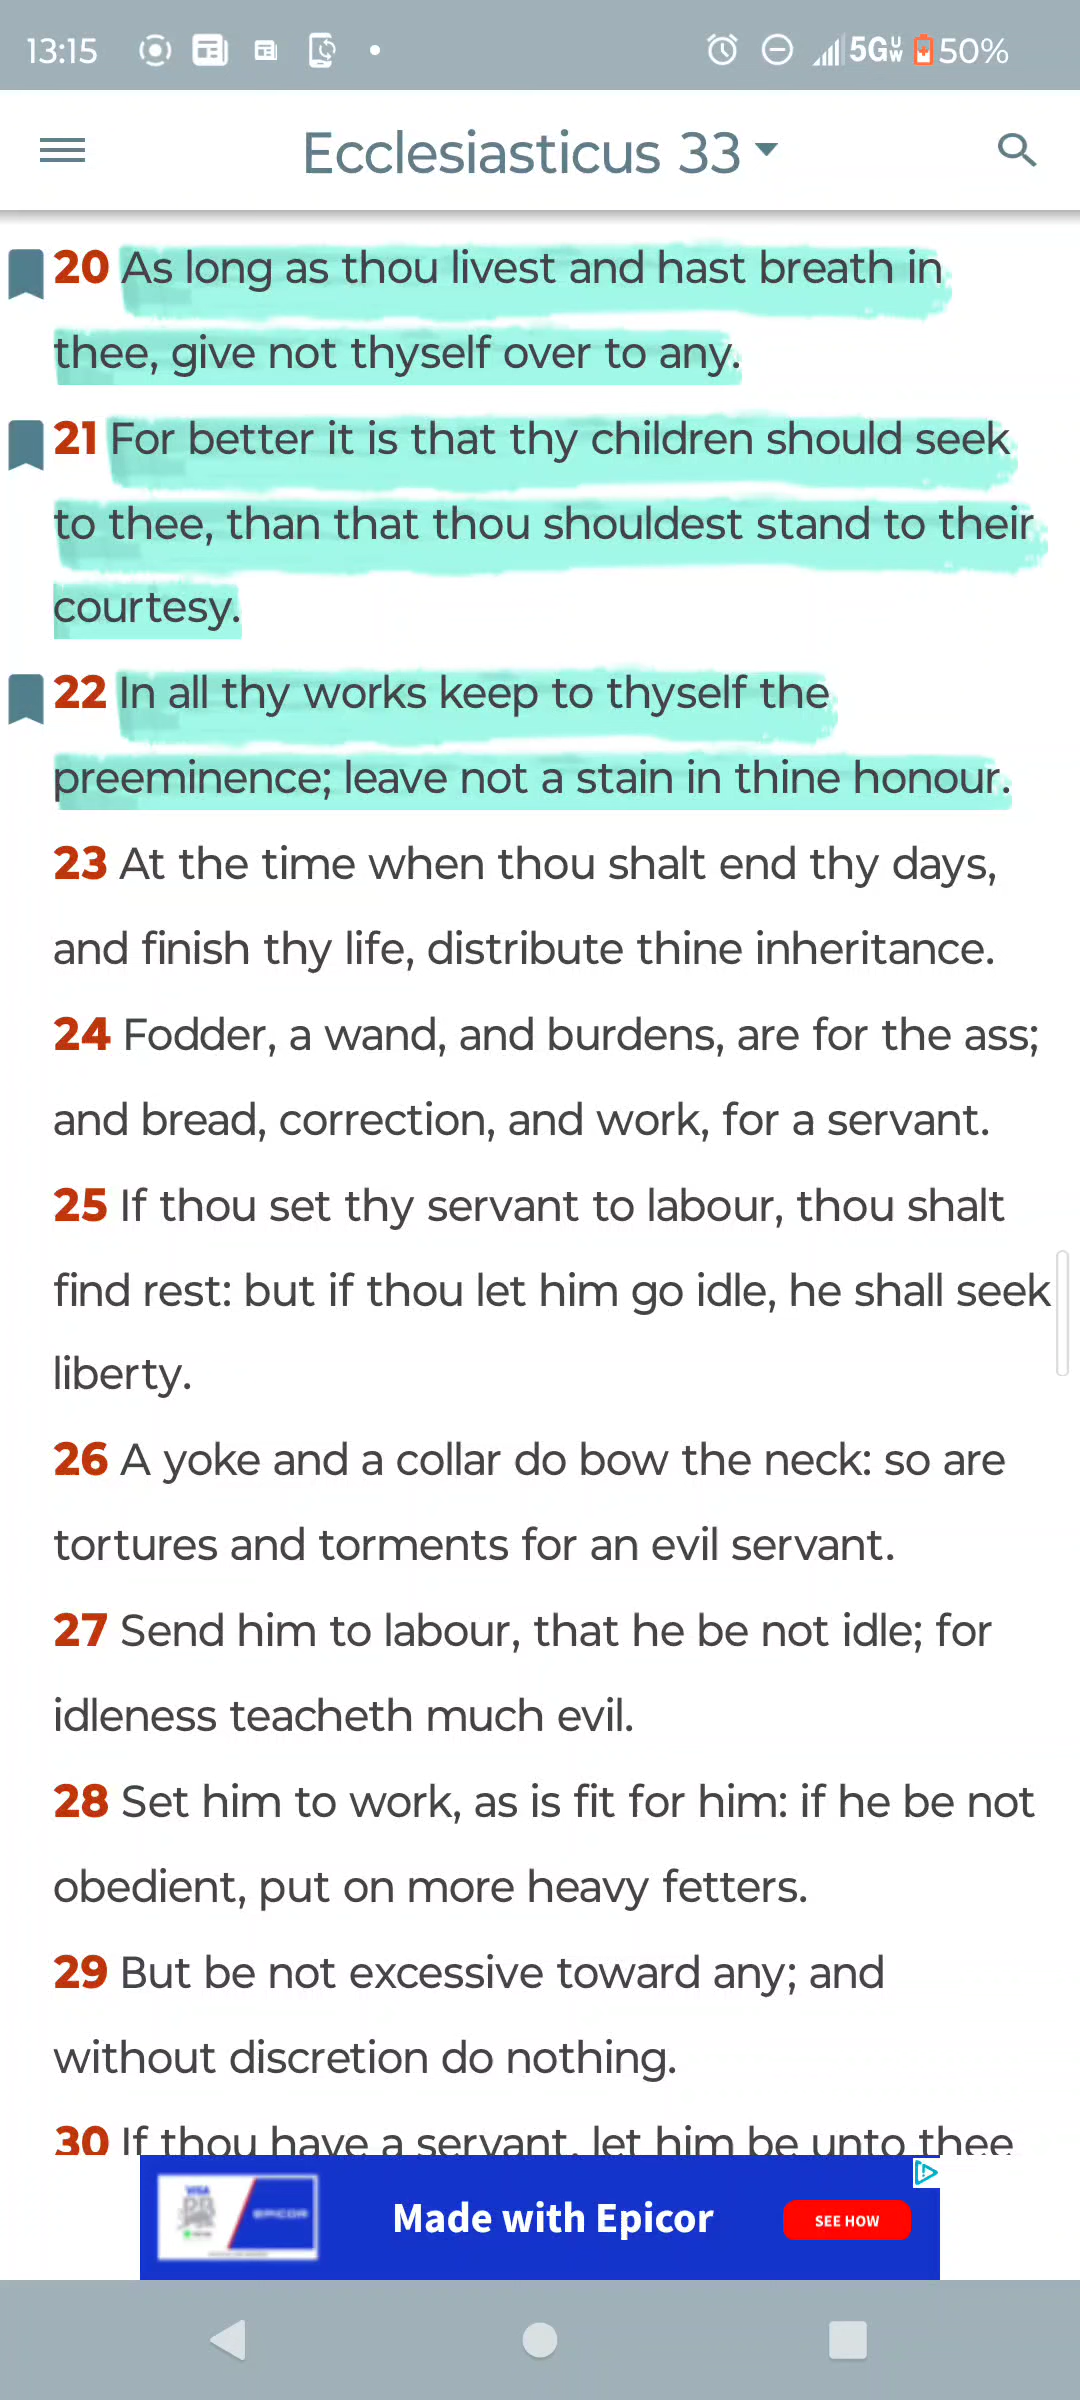 13:15
5G UW 50%
Ecclesiasticus 33
20 As long as thou livest and hast breath in
thee, give not thyself over to any.
21 For better it is that thy children should seek
to thee, than that thou shouldest stand to their
courtesy.
22 In all thy works keep to thyself the
preeminence; leave not a stain in thine honour.
23 At the time when thou shalt end thy days,
and finish thy life, distribute thine inheritance.
24 Fodder, a wand, and burdens, are for the ass;
and bread, correction, and work, for a servant.
25 If thou set thy servant to labour, thou shalt
find rest: but if thou let him go idle, he shall seek
liberty.
26 A yoke and a collar do bow the neck: so are
tortures and torments for an evil servant.
27 Send him to labour, that he be not idle; for
idleness teacheth much evil.
28 Set him to work, as is fit for him: if he be not
obedient, put on more heavy fetters.
29 But be not excessive toward any; and
without discretion do nothing.
30 If thou have a servant, let him be unto thee
VISA
EPICOR
Made with Epicor
SEE HOW